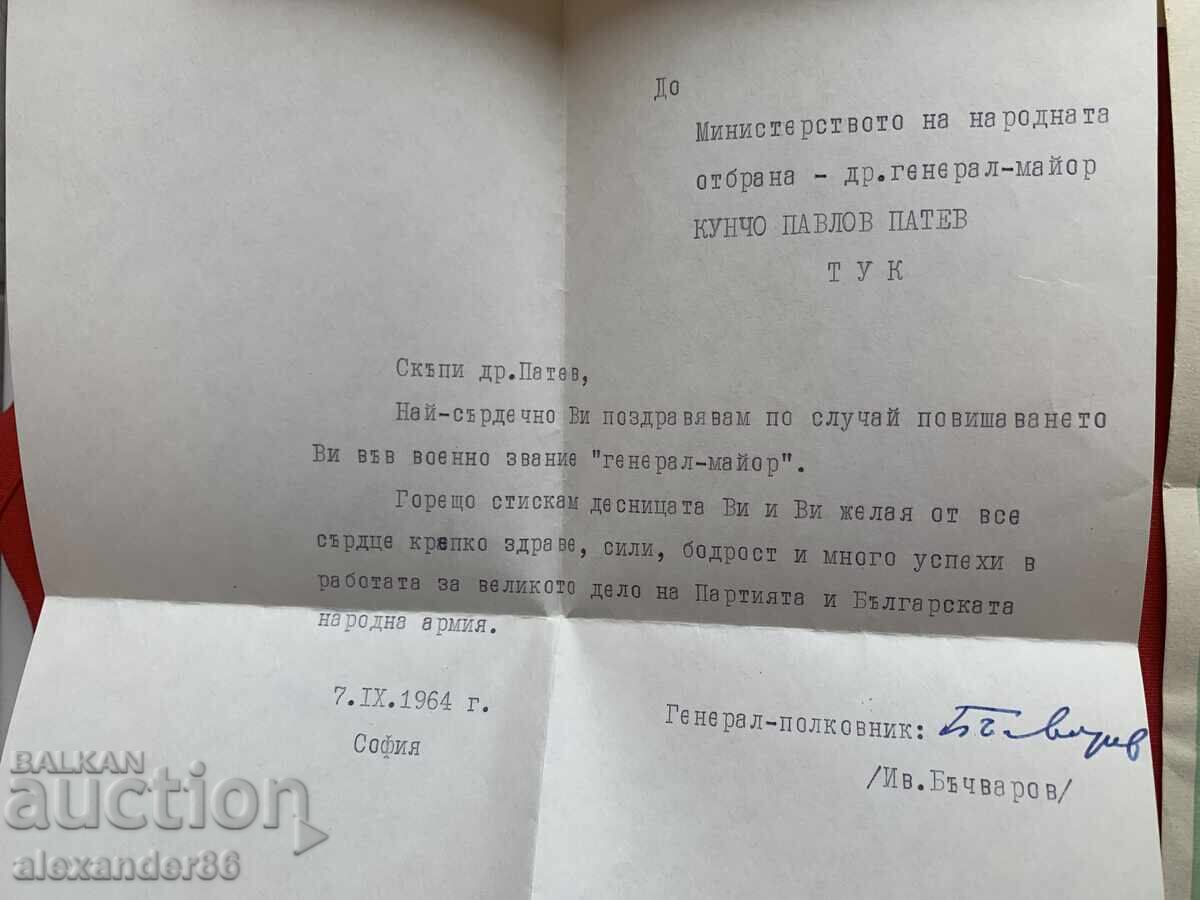 До
Министерството на народната
отбрана - др.генерал-майор
КУНЧО ПАВЛОВ ПАТЕВ
Т У К
Скъпи др.Патев,
Най-сърдечно Ви поздравявам по случай повишаването
Ви във военно звание "генерал-майор".
Горещо стискам десницата Ви и Ви желая от все
сърдце крепко здраве, сили, бодрост и много успехи в
работата за великото дело на Партията и Българската
народна армия.
7.IX.1964 г.
София
Генерал-полковник:
/Ив.Бъчваров/
BALKAN
auction
alexander86